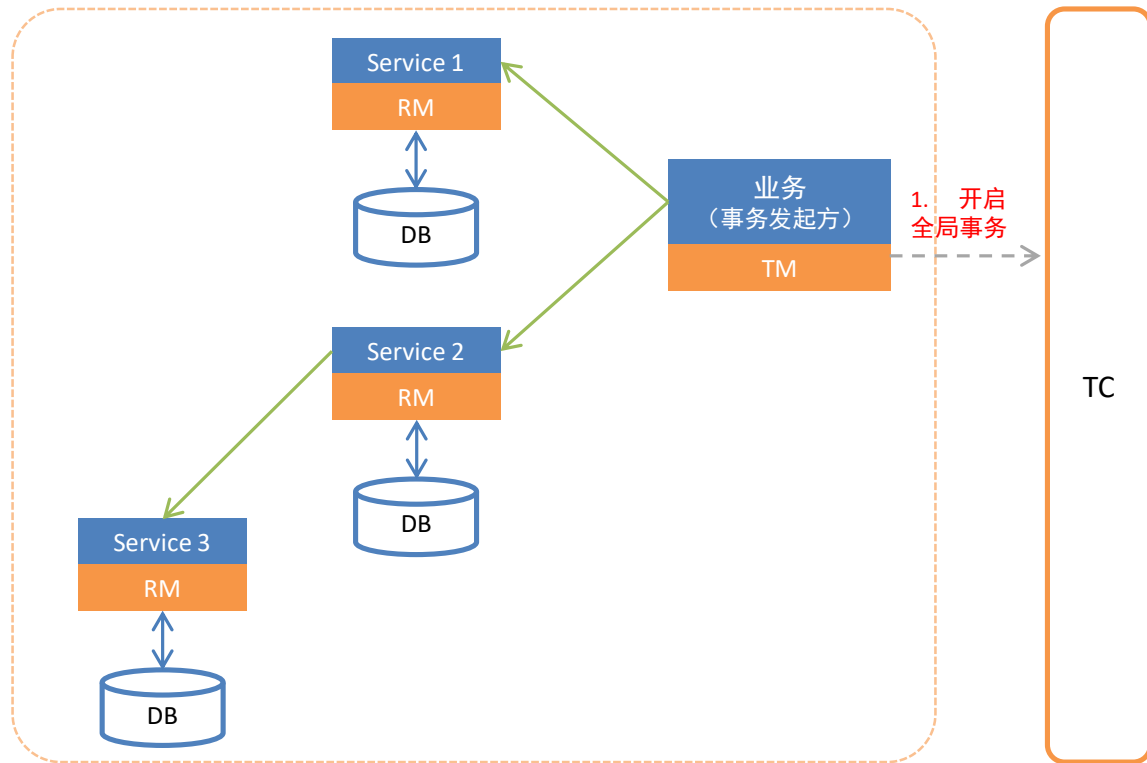 Service 1
RM
DB
业务
（事务发起方）
TM
1. 开启
全局事务
TC
Service 2
RM
DB
Service 3
RM
DB